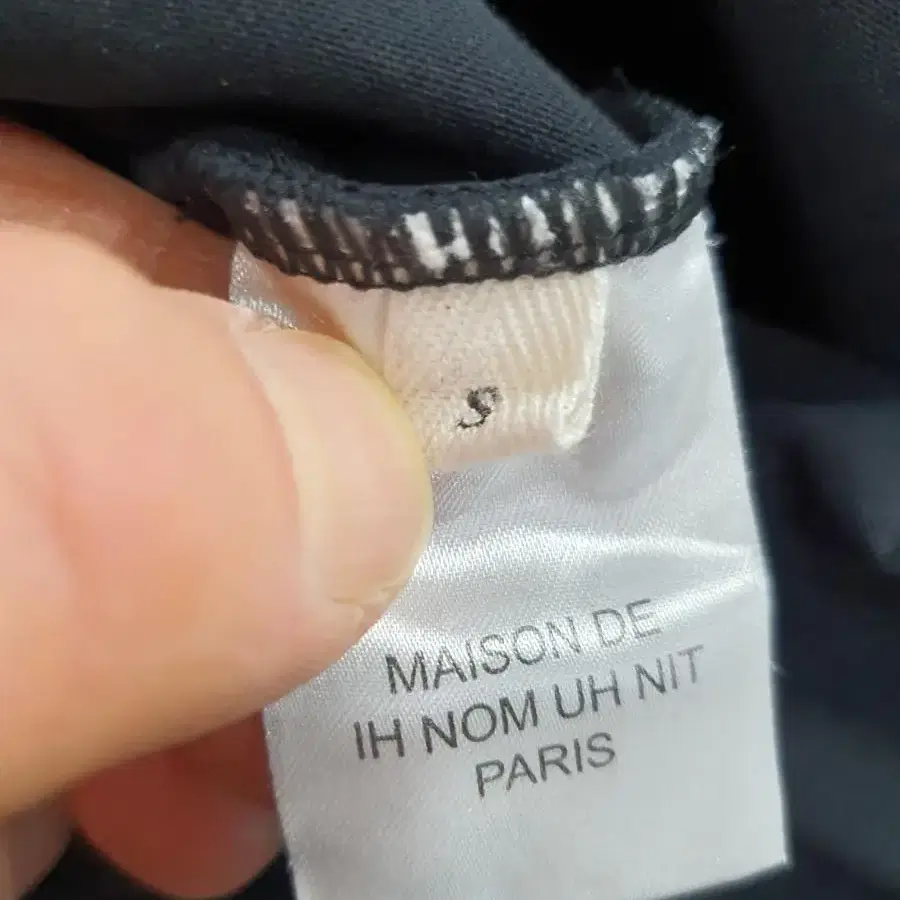 S
MAISON DE
IH NOM UH NIT
PARIS